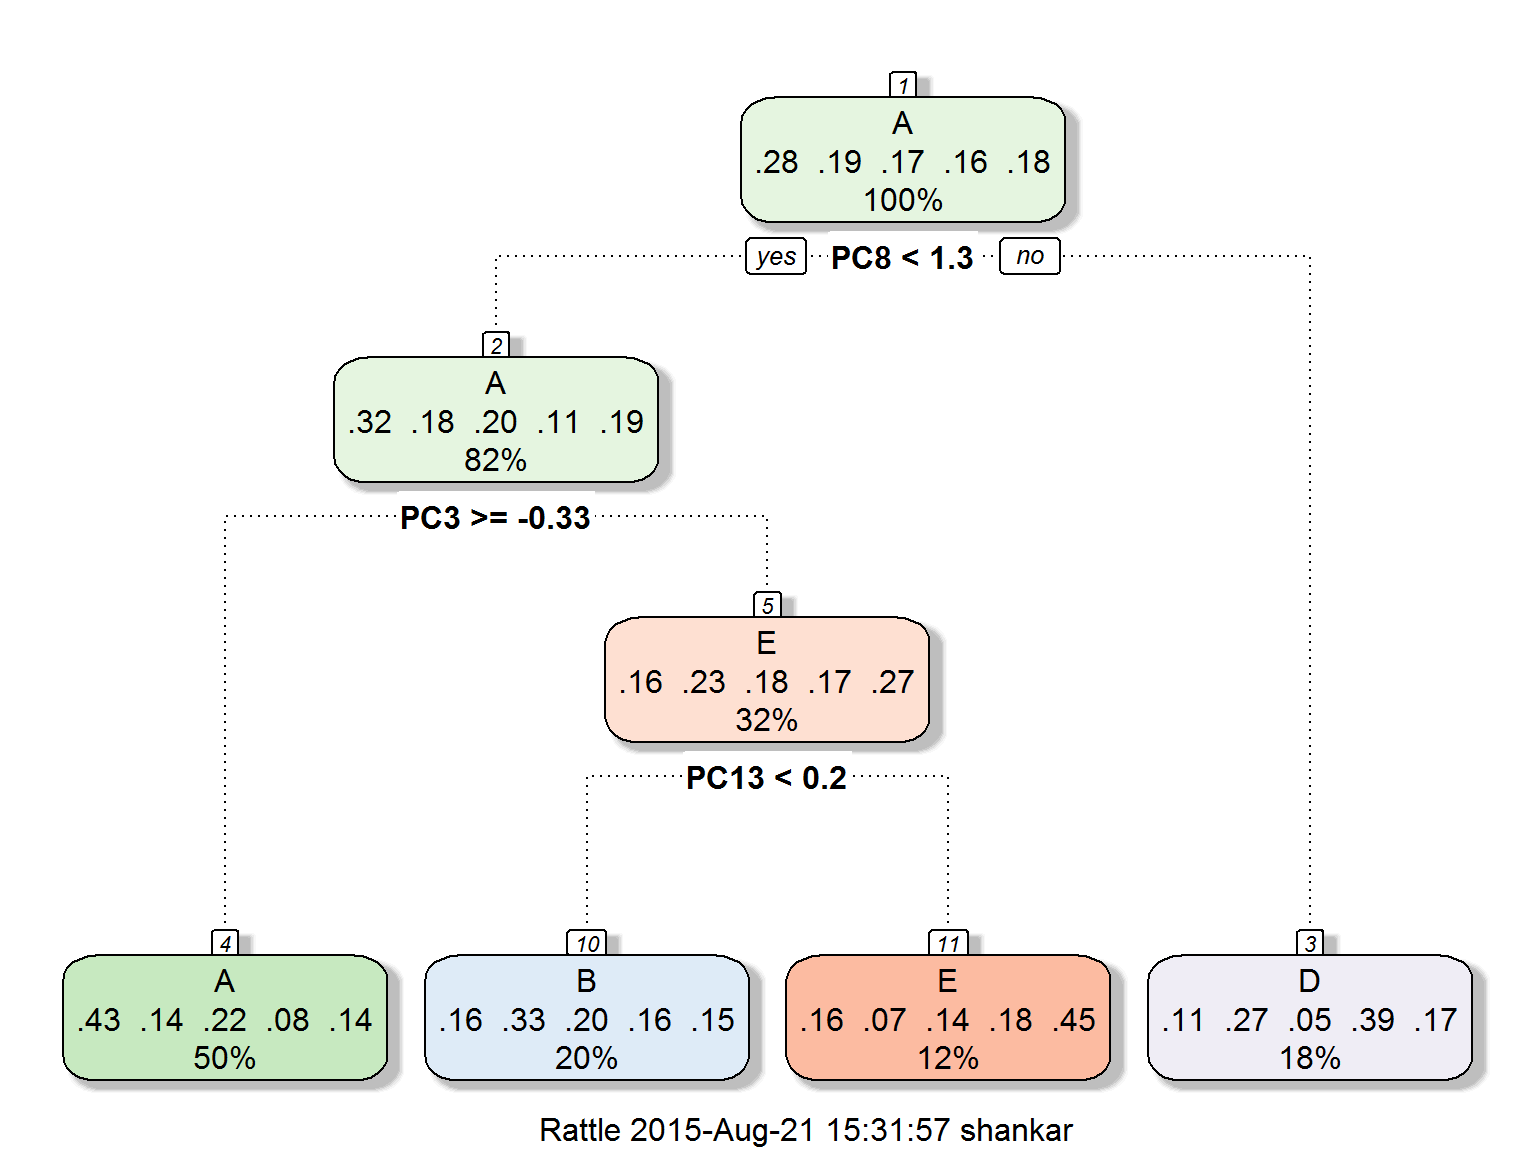 1
A
.28 .19 .17 .16 .18
100%
yes PC8 < 1.3 no
2
A
.32 .18 .20 .11 .19
82%
PC3 >= -0.33
5
E
.16 .23 .18 .17 .27
32%
PC13 < 0.2
4
A
.43 .14 .22 .08 .14
50%
10
B
.16 .33 .20 .16 .15
20%
11
E
.16 .07 .14 .18 .45
12%
3
D
.11 .27 .05 .39 .17
18%
Rattle 2015-Aug-21 15:31:57 shankar